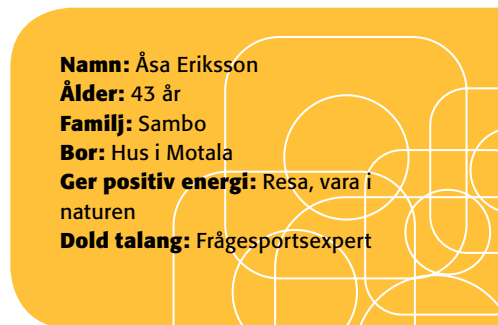 Namn: Åsa Eriksson
Ålder: 43 år
Familj: Sambo
Bor: Hus i Motala
Ger positiv energi: Resa, vara i
naturen
Dold talang: Frågesportsexpert